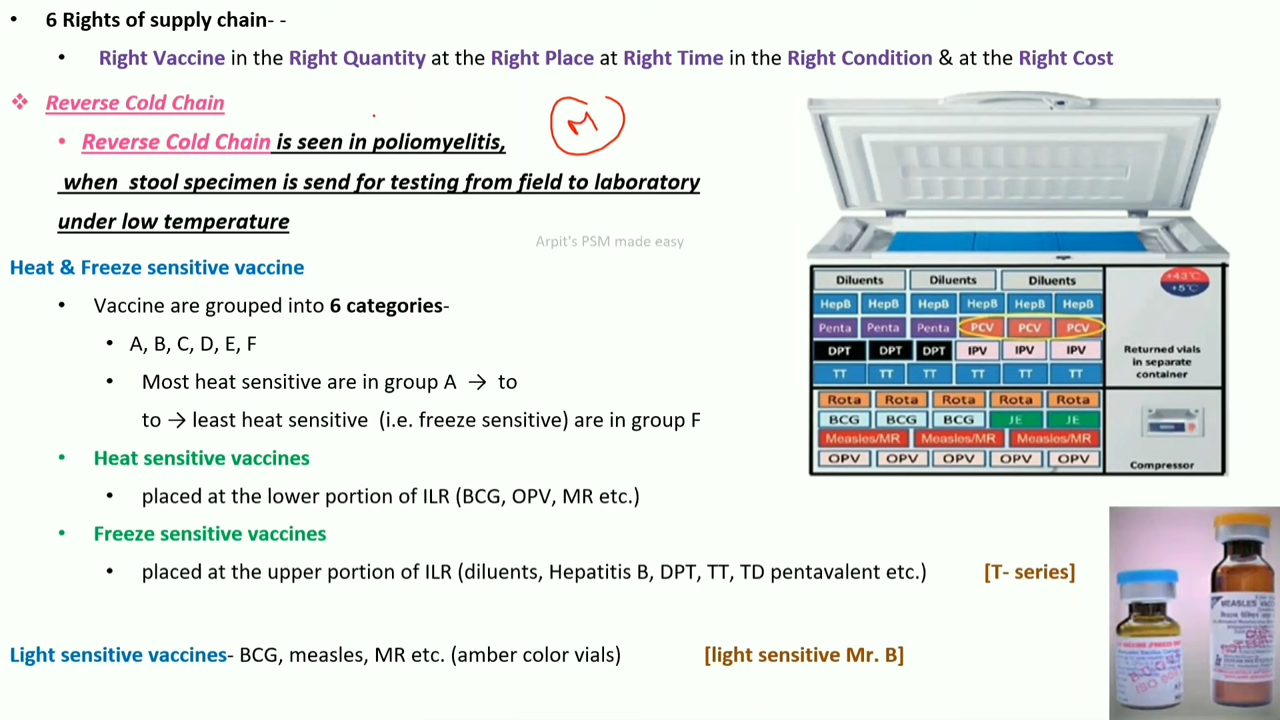 • 6 Rights of supply chain- -
• Right Vaccine in the Right Quantity at the Right Place at Right Time in the Right Condition & at the Right Cost
❖ Reverse Cold Chain
• Reverse Cold Chain is seen in poliomyelitis,
when stool specimen is send for testing from field to laboratory
under low temperature
M
Arpit's PSM made easy
Heat & Freeze sensitive vaccine
• Vaccine are grouped into 6 categories-
• A, B, C, D, E, F
• Most heat sensitive are in group A → to
to → least heat sensitive (i.e. freeze sensitive) are in group F
• Heat sensitive vaccines
• placed at the lower portion of ILR (BCG, OPV, MR etc.)
• Freeze sensitive vaccines
• placed at the upper portion of ILR (diluents, Hepatitis B, DPT, TT, TD pentavalent etc.) [T- series]
Light sensitive vaccines- BCG, measles, MR etc. (amber color vials) [light sensitive Mr. B]
Diluents Diluents Diluents
HepB HepB HepB HepB HepB HepB
Penta Penta Penta PCV PCV PCV
DPT DPT DPT IPV IPV IPV
TT TT TT TT TT TT
Rota Rota Rota Rota Rota
BCG BCG BCG JE JE
Measles/MR Measles/MR Measles/MR
OPV OPV OPV OPV OPV
+43°C
+5°C
Returned vials
in separate
container
Compressor
MEASLES